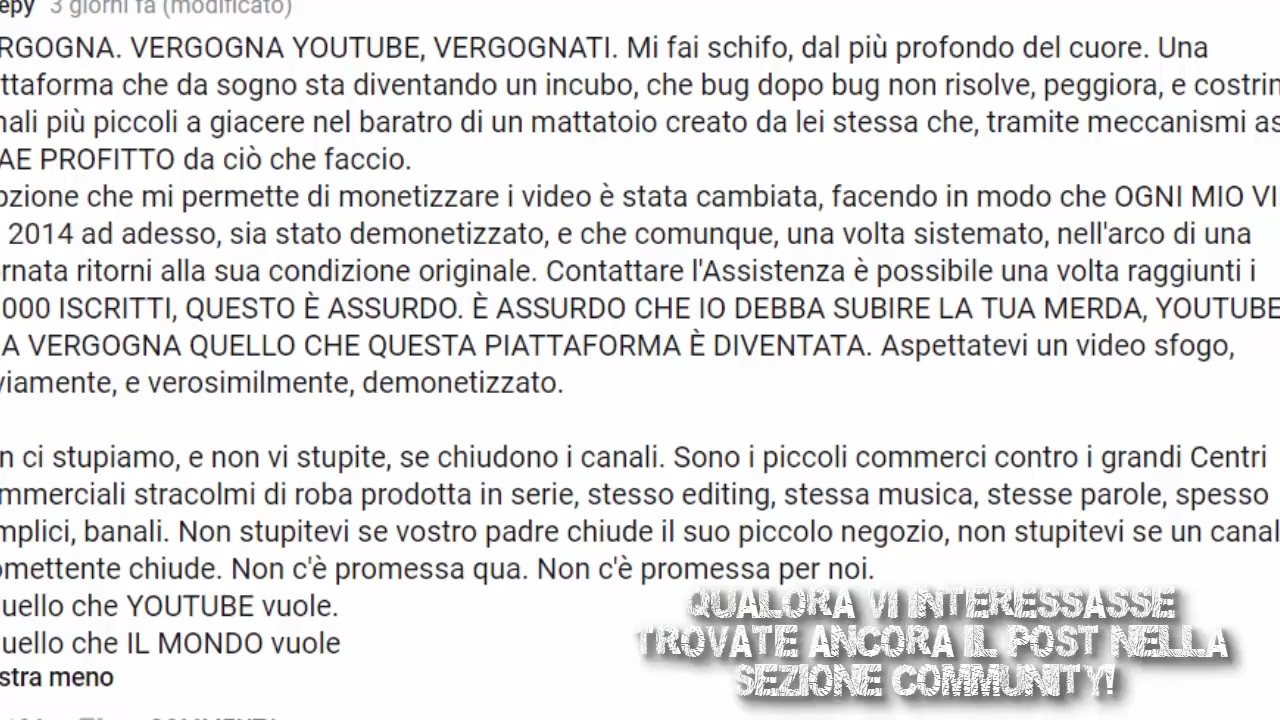 epy 3 giorni fa (modificato)
RGOGNA. VERGOGNA YOUTUBE, VERGOGNATI. Mi fai schifo, dal più profondo del cuore. Una
ttaforma che da sogno sta diventando un incubo, che bug dopo bug non risolve, peggiora, e costrin
nali più piccoli a giacere nel baratro di un mattatoio creato da lei stessa che, tramite meccanismi as
AE PROFITTO da ciò che faccio.
pzione che mi permette di monetizzare i video è stata cambiata, facendo in modo che OGNI MIO VI
2014 ad adesso, sia stato demonetizzato, e che comunque, una volta sistemato, nell'arco di una
rnata ritorni alla sua condizione originale. Contattare l'Assistenza è possibile una volta raggiunti i
000 ISCRITTI, QUESTO È ASSURDO. È ASSURDO CHE IO DEBBA SUBIRE LA TUA MERDA, YOUTUBE
A VERGOGNA QUELLO CHE QUESTA PIATTAFORMA È DIVENTATA. Aspettatevi un video sfogo,
viamente, e verosimilmente, demonetizzato.
n ci stupiamo, e non vi stupite, se chiudono i canali. Sono i piccoli commerci contro i grandi Centri
mmerciali stracolmi di roba prodotta in serie, stesso editing, stessa musica, stesse parole, spesso
mplici, banali. Non stupitevi se vostro padre chiude il suo piccolo negozio, non stupitevi se un canal
omettente chiude. Non c'è promessa qua. Non c'è promessa per noi.
uello che YOUTUBE vuole.
uello che IL MONDO vuole
stra meno
QUALORA VI INTERESSASSE
TROVATE ANCORA IL POST NELLA
SEZIONE COMMUNITY!